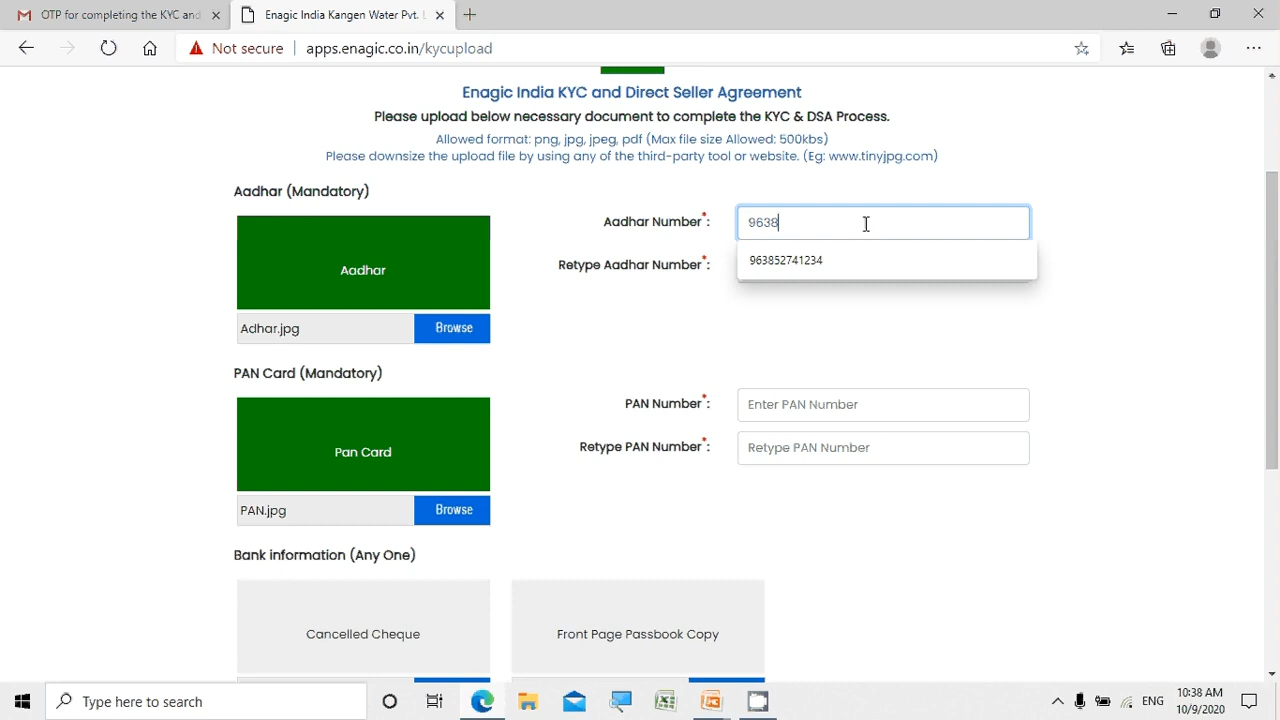 OTP for completing the KYC and
Enagic India Kangen Water Pvt. L
Not secure
apps.enagic.co.in/kycupload
Enagic India KYC and Direct Seller Agreement
Please upload below necessary document to complete the KYC & DSA Process.
Allowed format: png, jpg, jpeg, pdf (Max file size Allowed: 500kbs)
Please downsize the upload file by using any of the third-party tool or website. (Eg: www.tinyjpg.com)
Aadhar (Mandatory)
Aadhar
Adhar.jpg
Browse
Aadhar Number*:
9638
963852741234
Retype Aadhar Number*:
PAN Card (Mandatory)
Pan Card
PAN.jpg
Browse
PAN Number*:
Enter PAN Number
Retype PAN Number*:
Retype PAN Number
Bank information (Any One)
Cancelled Cheque
Front Page Passbook Copy
Type here to search
ENG
10:38 AM
10/9/2020